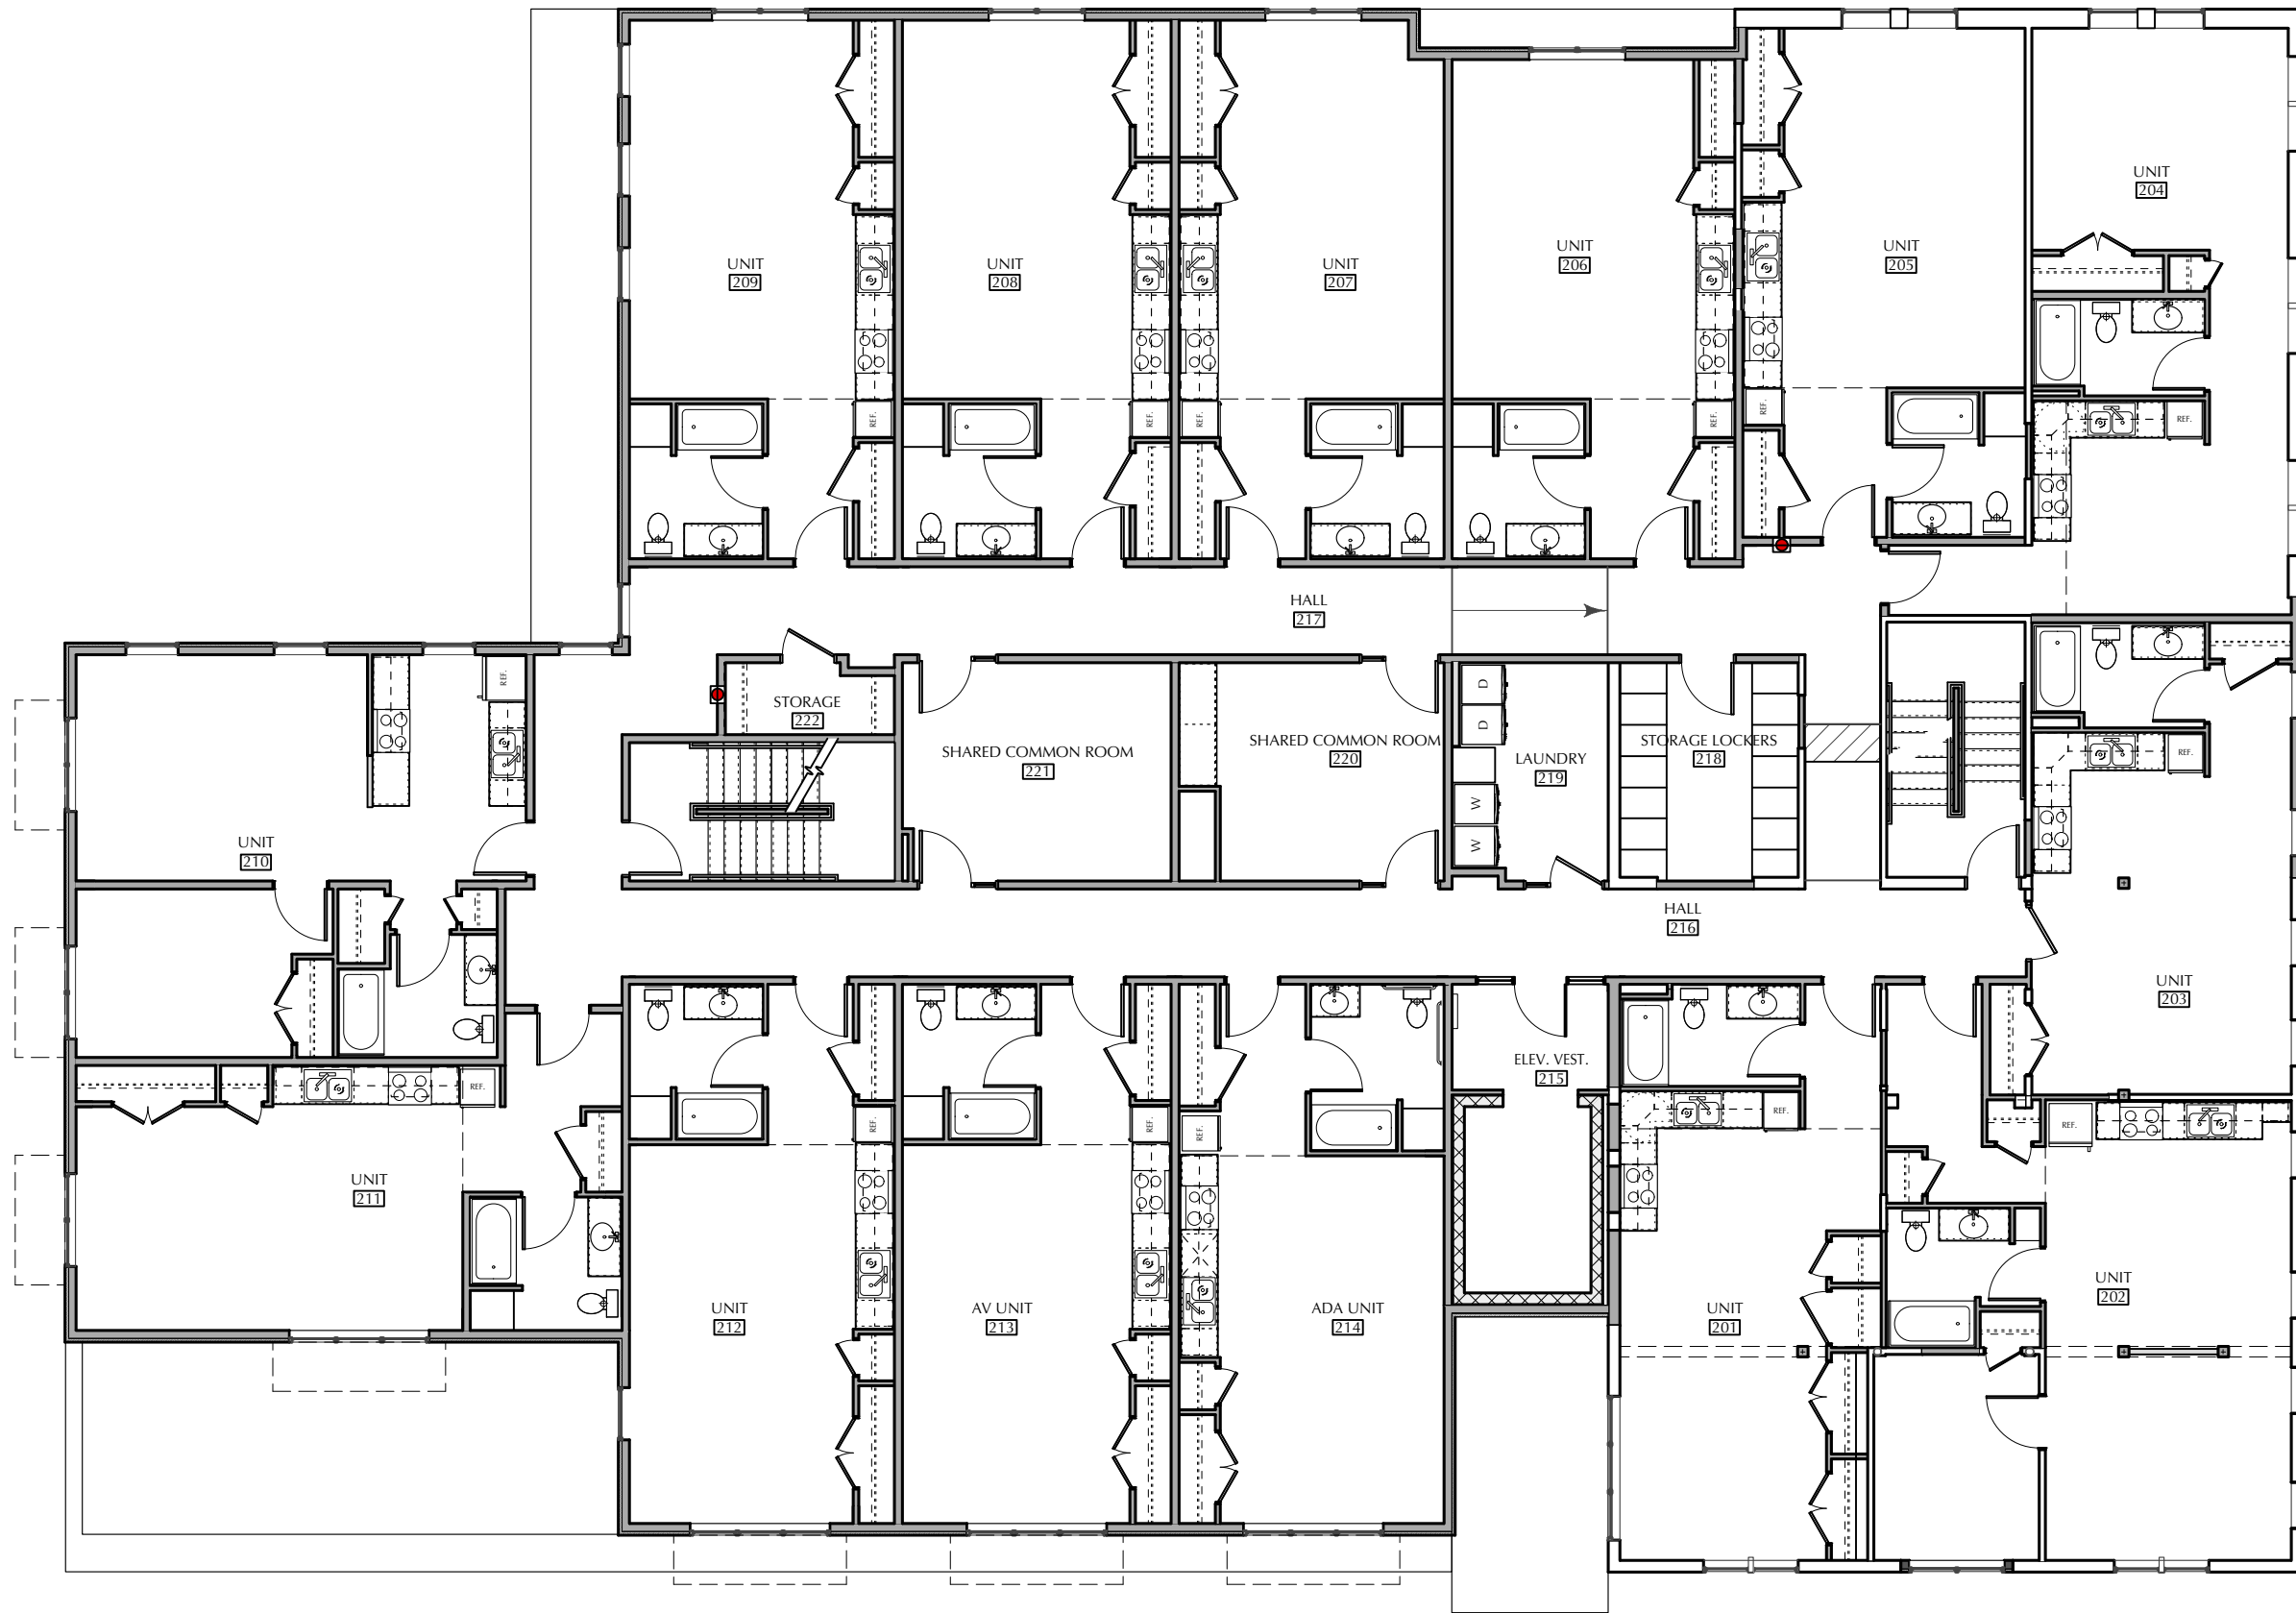 UNIT
204
UNIT
209
UNIT
208
UNIT
207
UNIT
206
UNIT
205
REF.
REF.
REF.
REF.
REF.
REF.
HALL
217
REF.
STORAGE
222
SHARED COMMON ROOM
221
SHARED COMMON ROOM
220
D
D
LAUNDRY
219
W
W
STORAGE LOCKERS
218
REF.
UNIT
210
HALL
216
UNIT
203
ELEV. VEST.
215
REF.
REF.
REF.
REF.
REF.
REF.
UNIT
211
UNIT
212
AV UNIT
213
ADA UNIT
214
UNIT
201
UNIT
202